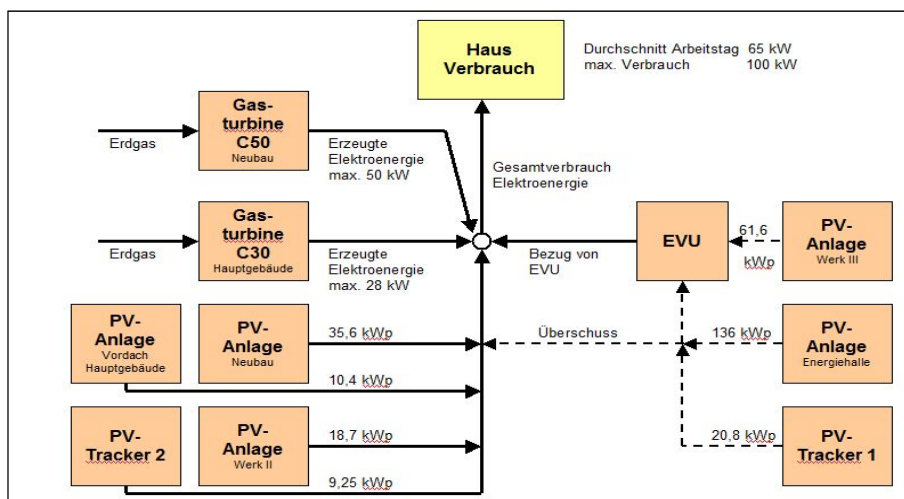 Haus
Verbrauch
Durchschnitt Arbeitstag 65 kW
max. Verbrauch 100 kW
Erdgas
Gas-
turbine
C50
Neubau
Erzeugte
Elektroenergie
max. 50 kW
Gesamtverbrauch
Elektroenergie
Erdgas
Gas-
turbine
C30
Hauptgebäude
Erzeugte
Elektroenergie
max. 28 kW
Bezug von
EVU
EVU
61,6
kWp
PV-
Anlage
Werk III
PV-
Anlage
Vordach
Hauptgebäude
PV-
Anlage
Neubau
35,6 kWp
10,4 kWp
Überschuss
136 kWp
PV-
Anlage
Energiehalle
PV-
Tracker 2
PV-
Anlage
Werk II
18,7 kWp
9,25 kWp
20,8 kWp
PV-
Tracker 1